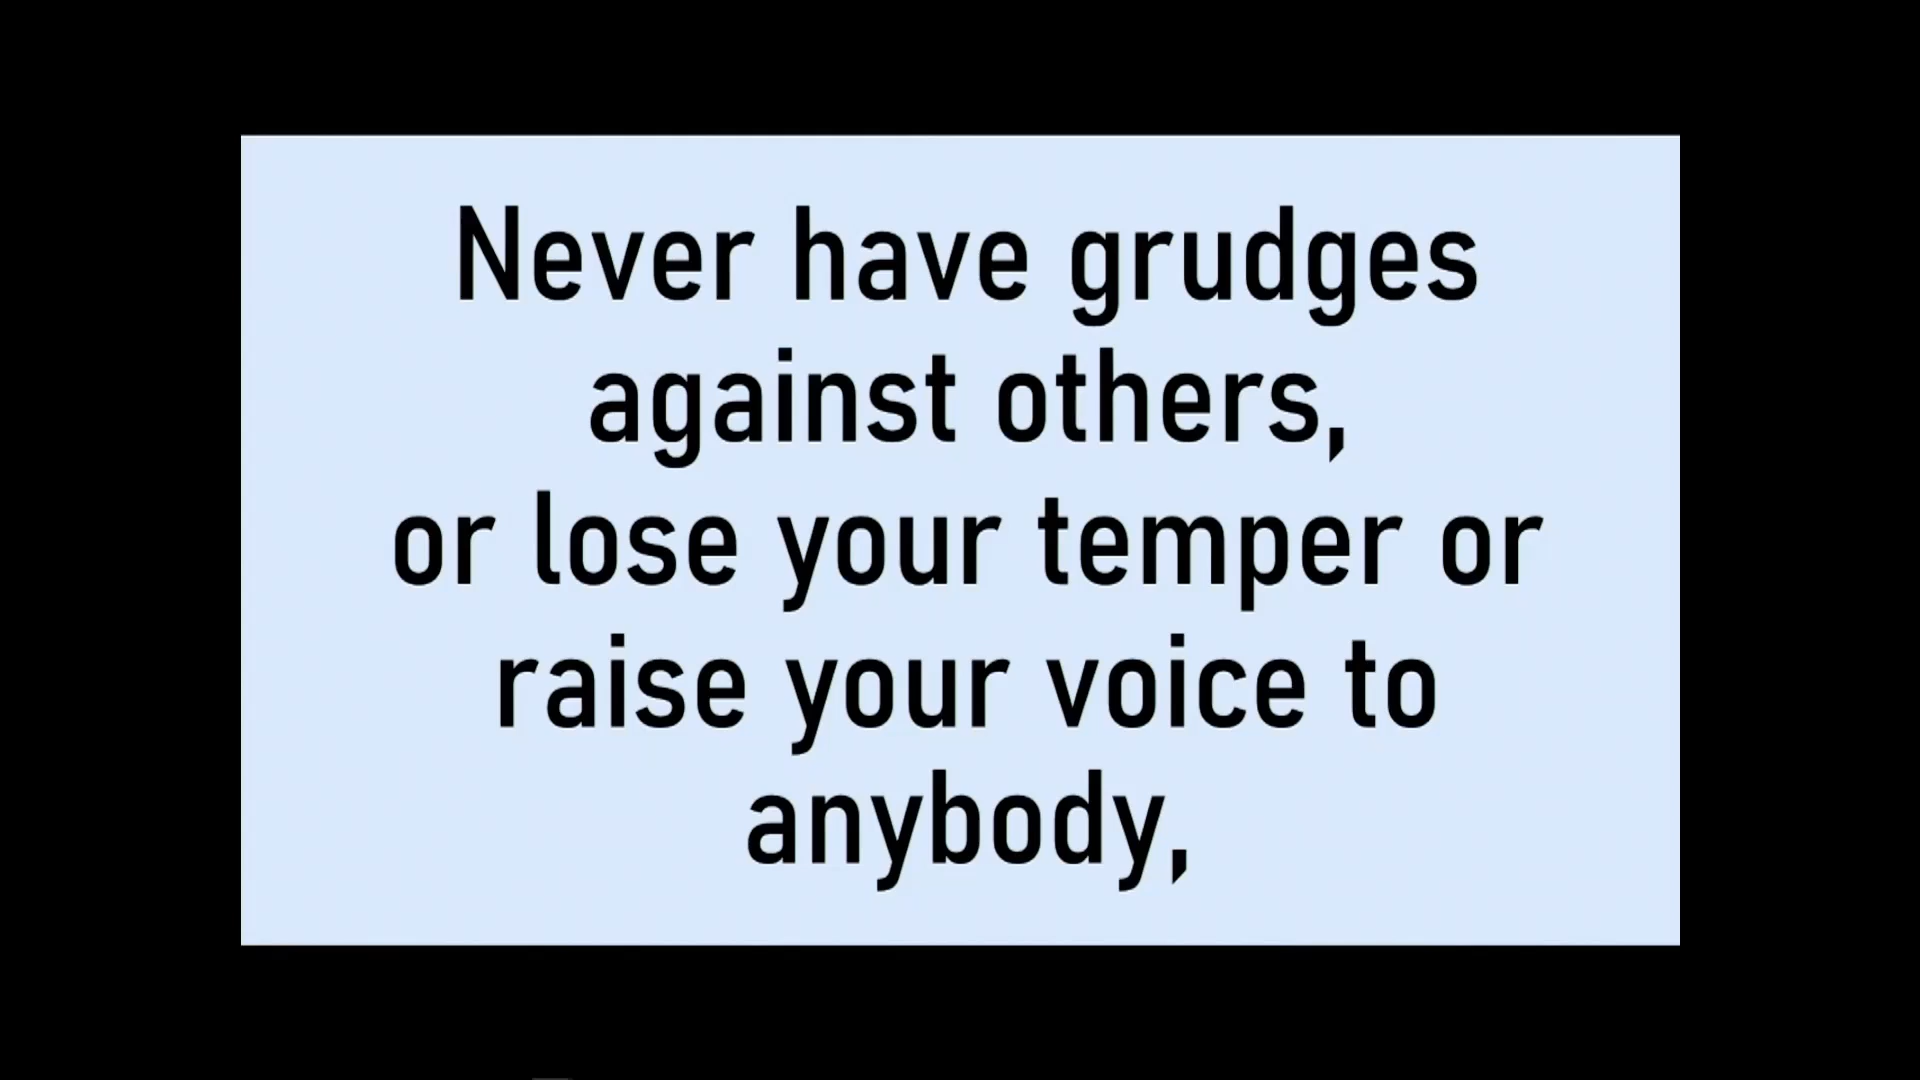 Never have grudges
against others,
or lose your temper or
raise your voice to
anybody,